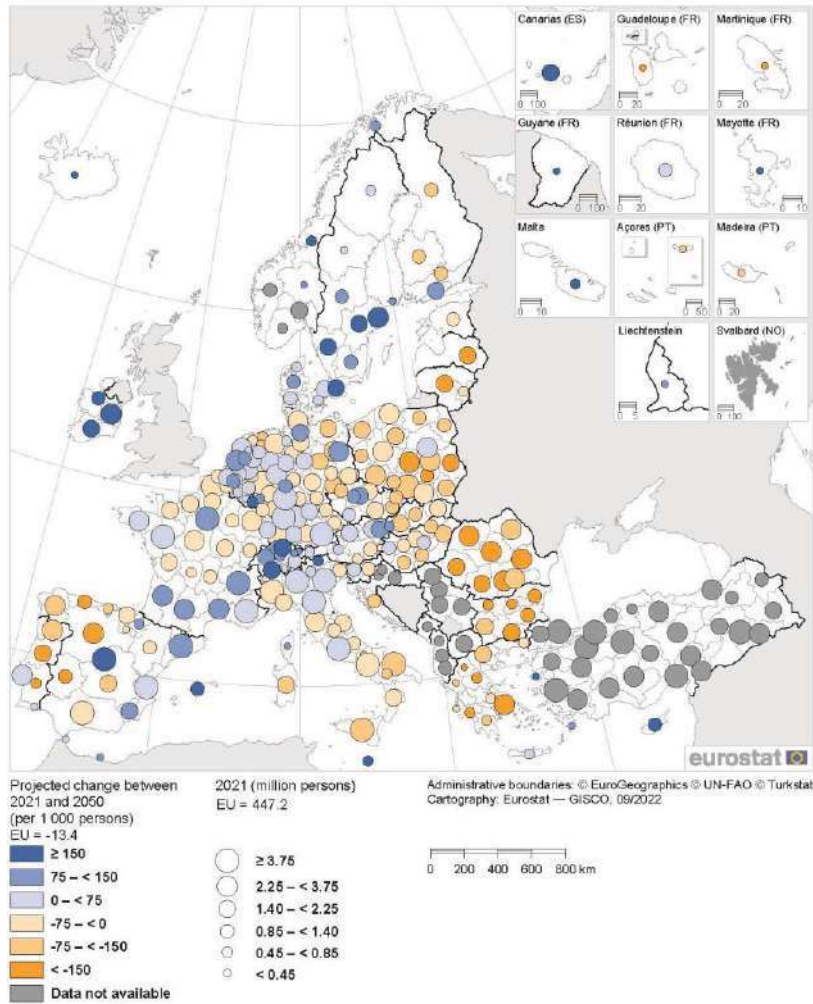 Canarias (ES)
0 100
Guadeloupe (FR)
0 20
Martinique (FR)
0 20
Guyane (FR)
0 100
Réunion (FR)
0 20
Mayotte (FR)
0 10
Malta
0 10
Açores (PT)
0 50
Madeira (PT)
0 20
Liechtenstein
0 5
Svalbard (NO)
0 100
eurostat
Projected change between
2021 and 2050
(per 1 000 persons)
EU = -13.4
≥ 150
75 – < 150
0 – < 75
-75 – < 0
-75 – < -150
< -150
Data not available
2021 (million persons)
EU = 447.2
≥ 3.75
2.25 – < 3.75
1.40 – < 2.25
0.85 – < 1.40
0.45 – < 0.85
< 0.45
Administrative boundaries: © EuroGeographics © UN-FAO © Turkstat
Cartography: Eurostat — GISCO, 09/2022
0 200 400 600 800 km